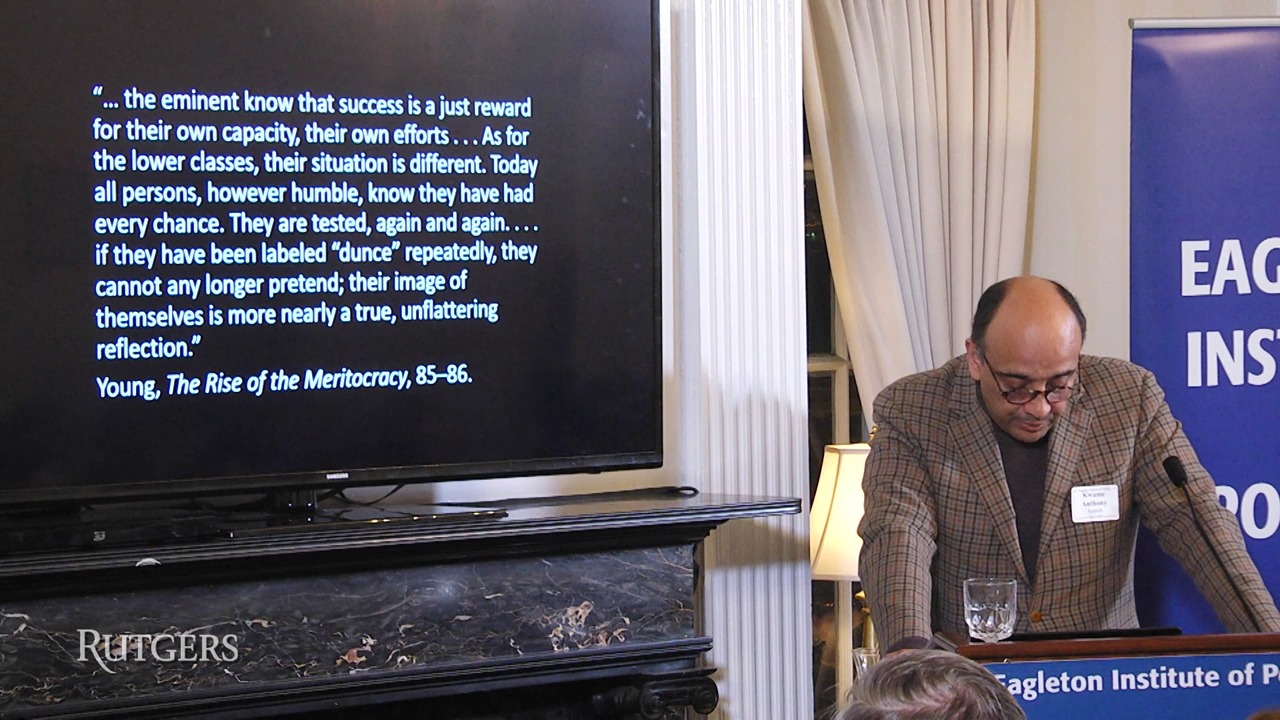 “... the eminent know that success is a just reward
for their own capacity, their own efforts . . . As for
the lower classes, their situation is different. Today
all persons, however humble, know they have had
every chance. They are tested, again and again. . . .
if they have been labeled “dunce” repeatedly, they
cannot any longer pretend; their image of
themselves is more nearly a true, unflattering
reflection.”
Young, The Rise of the Meritocracy, 85–86.
SAMSUNG
RUTGERS
EAG
INST
PO
Kwame
Anthony
Eagleton Institute of Po